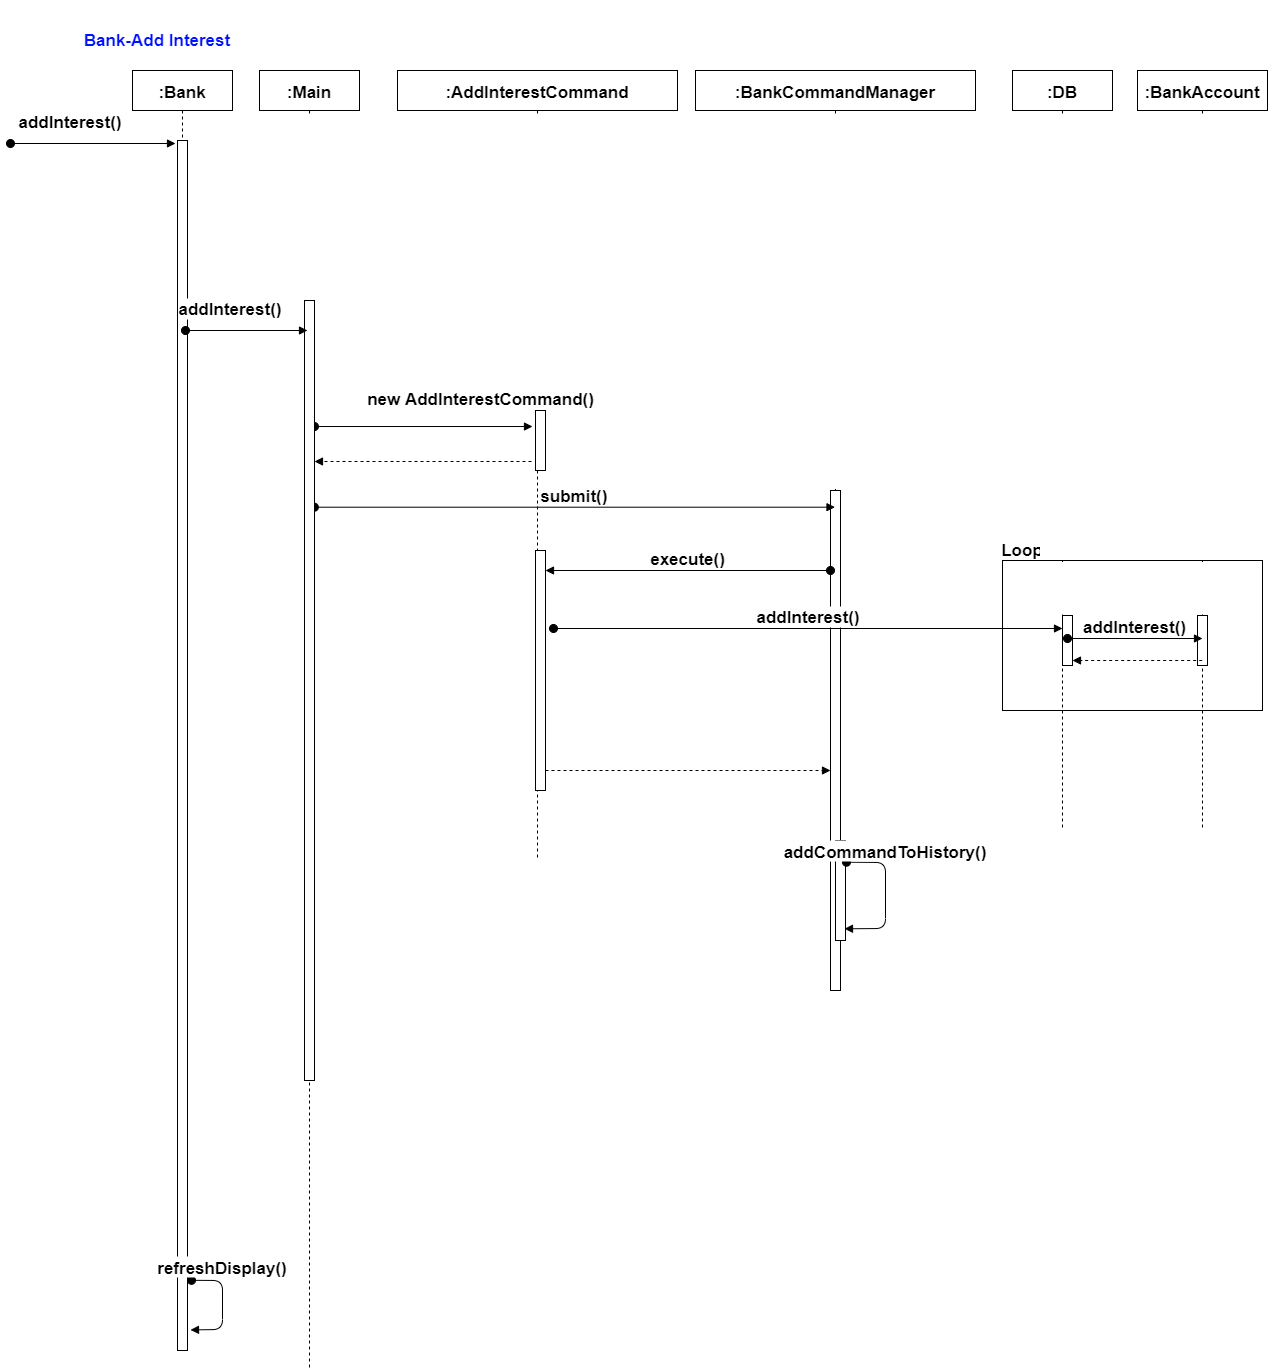 Bank-Add Interest
:Bank
:Main
:AddInterestCommand
:BankCommandManager
:DB
:BankAccount
addInterest()
addInterest()
new AddInterestCommand()
submit()
Loop
execute()
addInterest()
addInterest()
addCommandToHistory()
refreshDisplay()